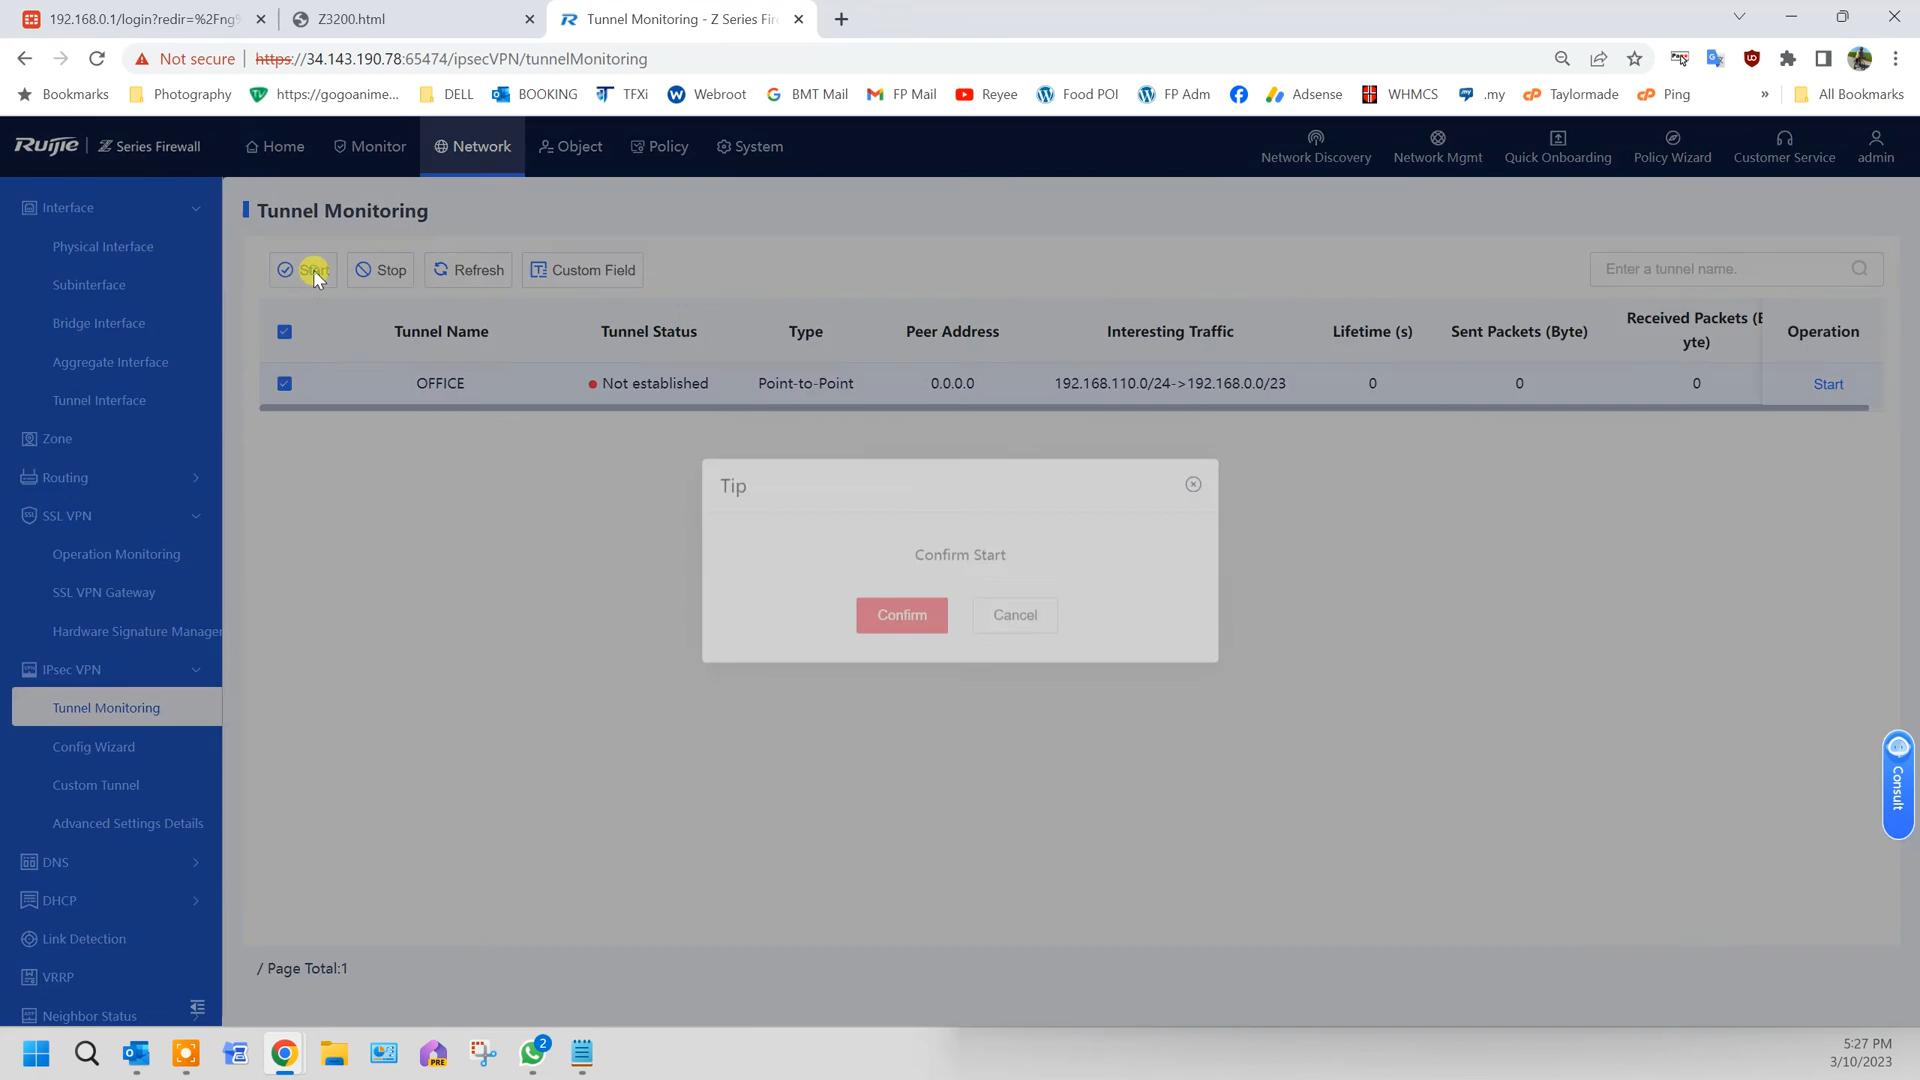 192.168.0.1/login?redir=%2Fng%
Z3200.html
Tunnel Monitoring - Z Series Fire
Not secure
https://34.143.190.78:65474/ipsecVPN/tunnelMonitoring
Bookmarks
Photography
https://gogoanime...
DELL
BOOKING
TFXi
Webroot
BMT Mail
FP Mail
Reyee
Food POI
FP Adm
Adsense
WHMCS
.my
Taylormade
Ping
»
All Bookmarks
Ruijie | Z Series Firewall
Home
Monitor
Network
Object
Policy
System
Network Discovery
Network Mgmt
Quick Onboarding
Policy Wizard
Customer Service
admin
Interface
Physical Interface
Subinterface
Bridge Interface
Aggregate Interface
Tunnel Interface
Zone
Routing
SSL VPN
Operation Monitoring
SSL VPN Gateway
Hardware Signature Manager
IPsec VPN
Tunnel Monitoring
Config Wizard
Custom Tunnel
Advanced Settings Details
DNS
DHCP
Link Detection
VRRP
Neighbor Status
Tunnel Monitoring
Start
Stop
Refresh
Custom Field
Enter a tunnel name.
Tunnel Name
Tunnel Status
Type
Peer Address
Interesting Traffic
Lifetime (s)
Sent Packets (Byte)
Received Packets (B
yte)
Operation
OFFICE
Not established
Point-to-Point
0.0.0.0
192.168.110.0/24->192.168.0.0/23
0
0
0
Start
Tip
Confirm Start
Confirm
Cancel
Consult
/ Page Total:1
PRE
2
5:27 PM
3/10/2023